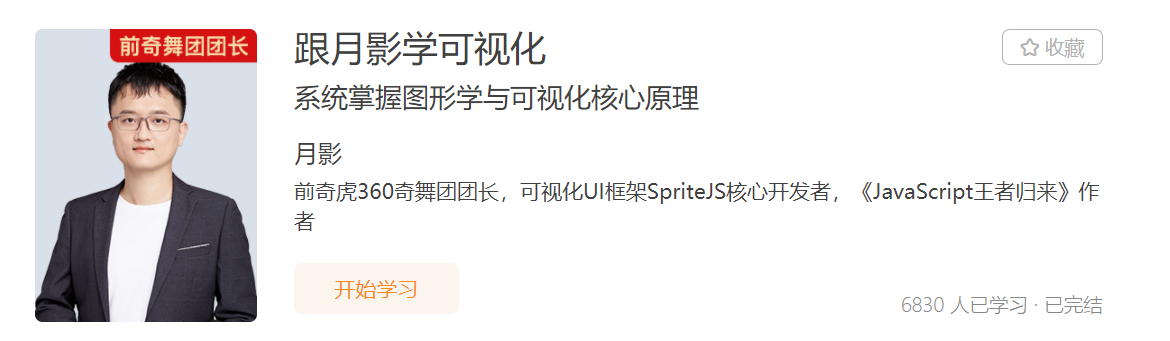 前奇舞团团长
跟月影学可视化
收藏
系统掌握图形学与可视化核心原理
月影
前奇虎360奇舞团团长，可视化UI框架SpriteJS核心开发者，《JavaScript王者归来》作
者
开始学习
6830 人已学习 · 已完结